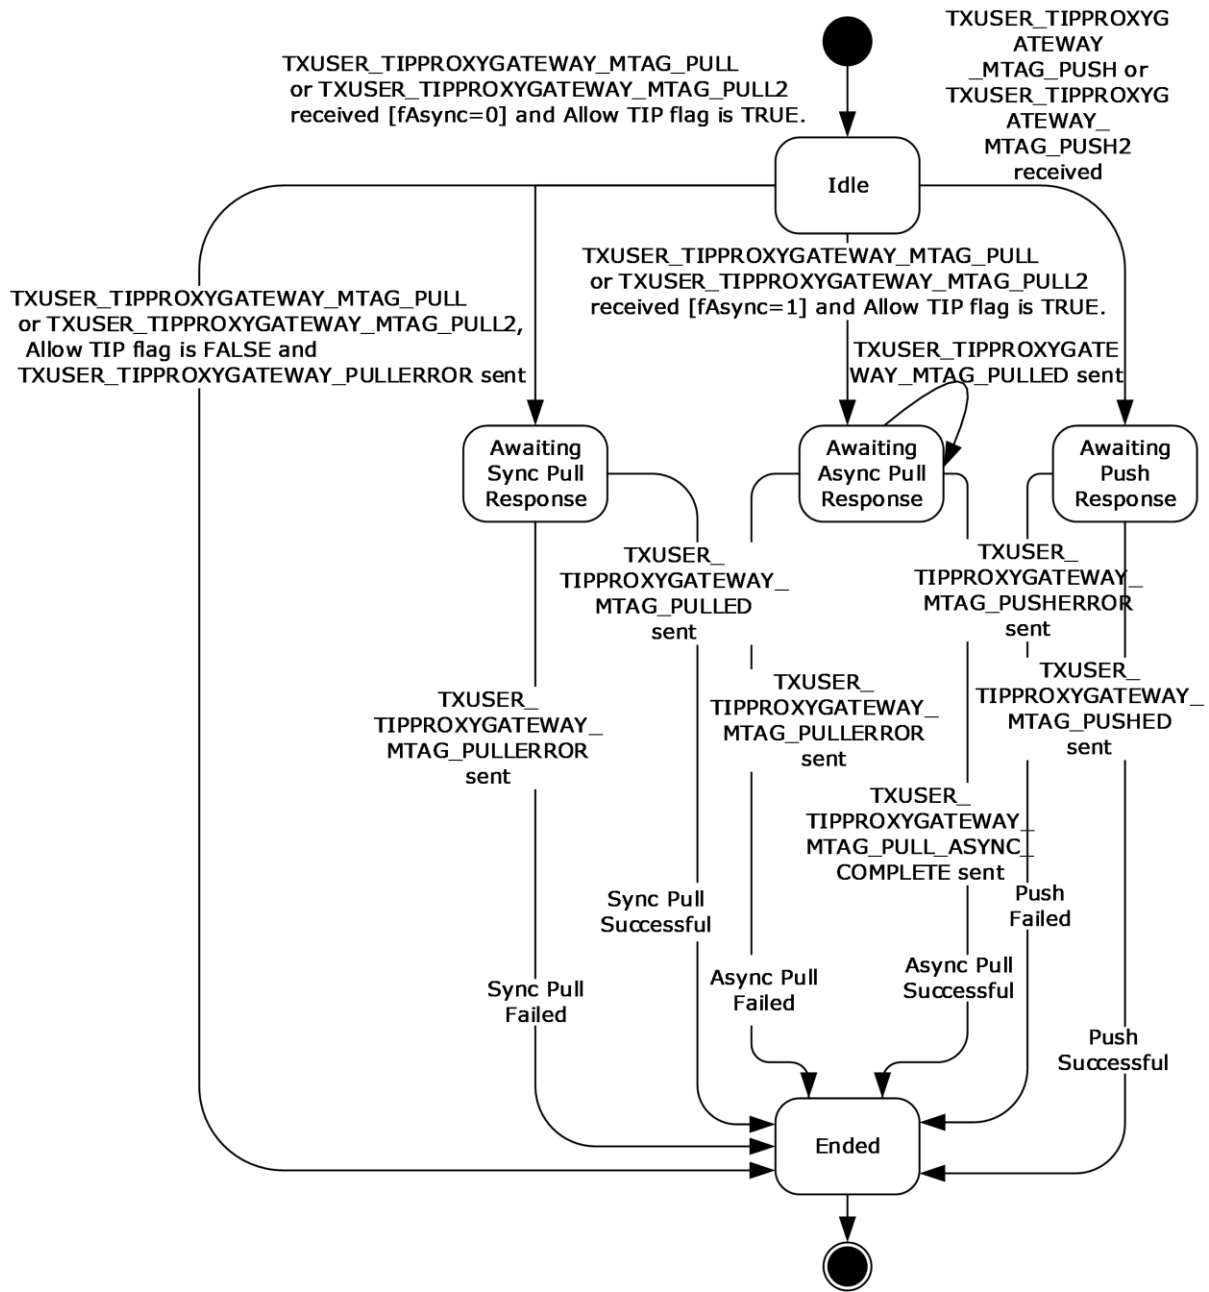 TXUSER_TIPPROXYG
ATEWAY
_MTAG_PUSH or
TXUSER_TIPPROXYG
ATEWAY_
MTAG_PUSH2
received
TXUSER_TIPPROXYGATEWAY_MTAG_PULL
or TXUSER_TIPPROXYGATEWAY_MTAG_PULL2
received [fAsync=0] and Allow TIP flag is TRUE.
Idle
TXUSER_TIPPROXYGATEWAY_MTAG_PULL
or TXUSER_TIPPROXYGATEWAY_MTAG_PULL2
received [fAsync=1] and Allow TIP flag is TRUE.
TXUSER_TIPPROXYGATEWAY_MTAG_PULL
or TXUSER_TIPPROXYGATEWAY_MTAG_PULL2,
Allow TIP flag is FALSE and
TXUSER_TIPPROXYGATEWAY_PULLERROR sent
TXUSER_TIPPROXYGATE
WAY_MTAG_PULLED sent
Awaiting
Sync Pull
Response
Awaiting
Async Pull
Response
Awaiting
Push
Response
TXUSER_
TIPPROXYGATEWAY_
MTAG_PULLED
sent
TXUSER_
TIPPROXYGATEWAY_
MTAG_PUSHERROR
sent
TXUSER_
TIPPROXYGATEWAY_
MTAG_PULLERROR
sent
TXUSER_
TIPPROXYGATEWAY_
MTAG_PULLERROR
sent
TXUSER_
TIPPROXYGATEWAY_
MTAG_PUSHED
sent
TXUSER_
TIPPROXYGATEWAY_
MTAG_PULL_ASYNC_
COMPLETE sent
Sync Pull
Successful
Push
Failed
Sync Pull
Failed
Async Pull
Failed
Async Pull
Successful
Push
Successful
Ended